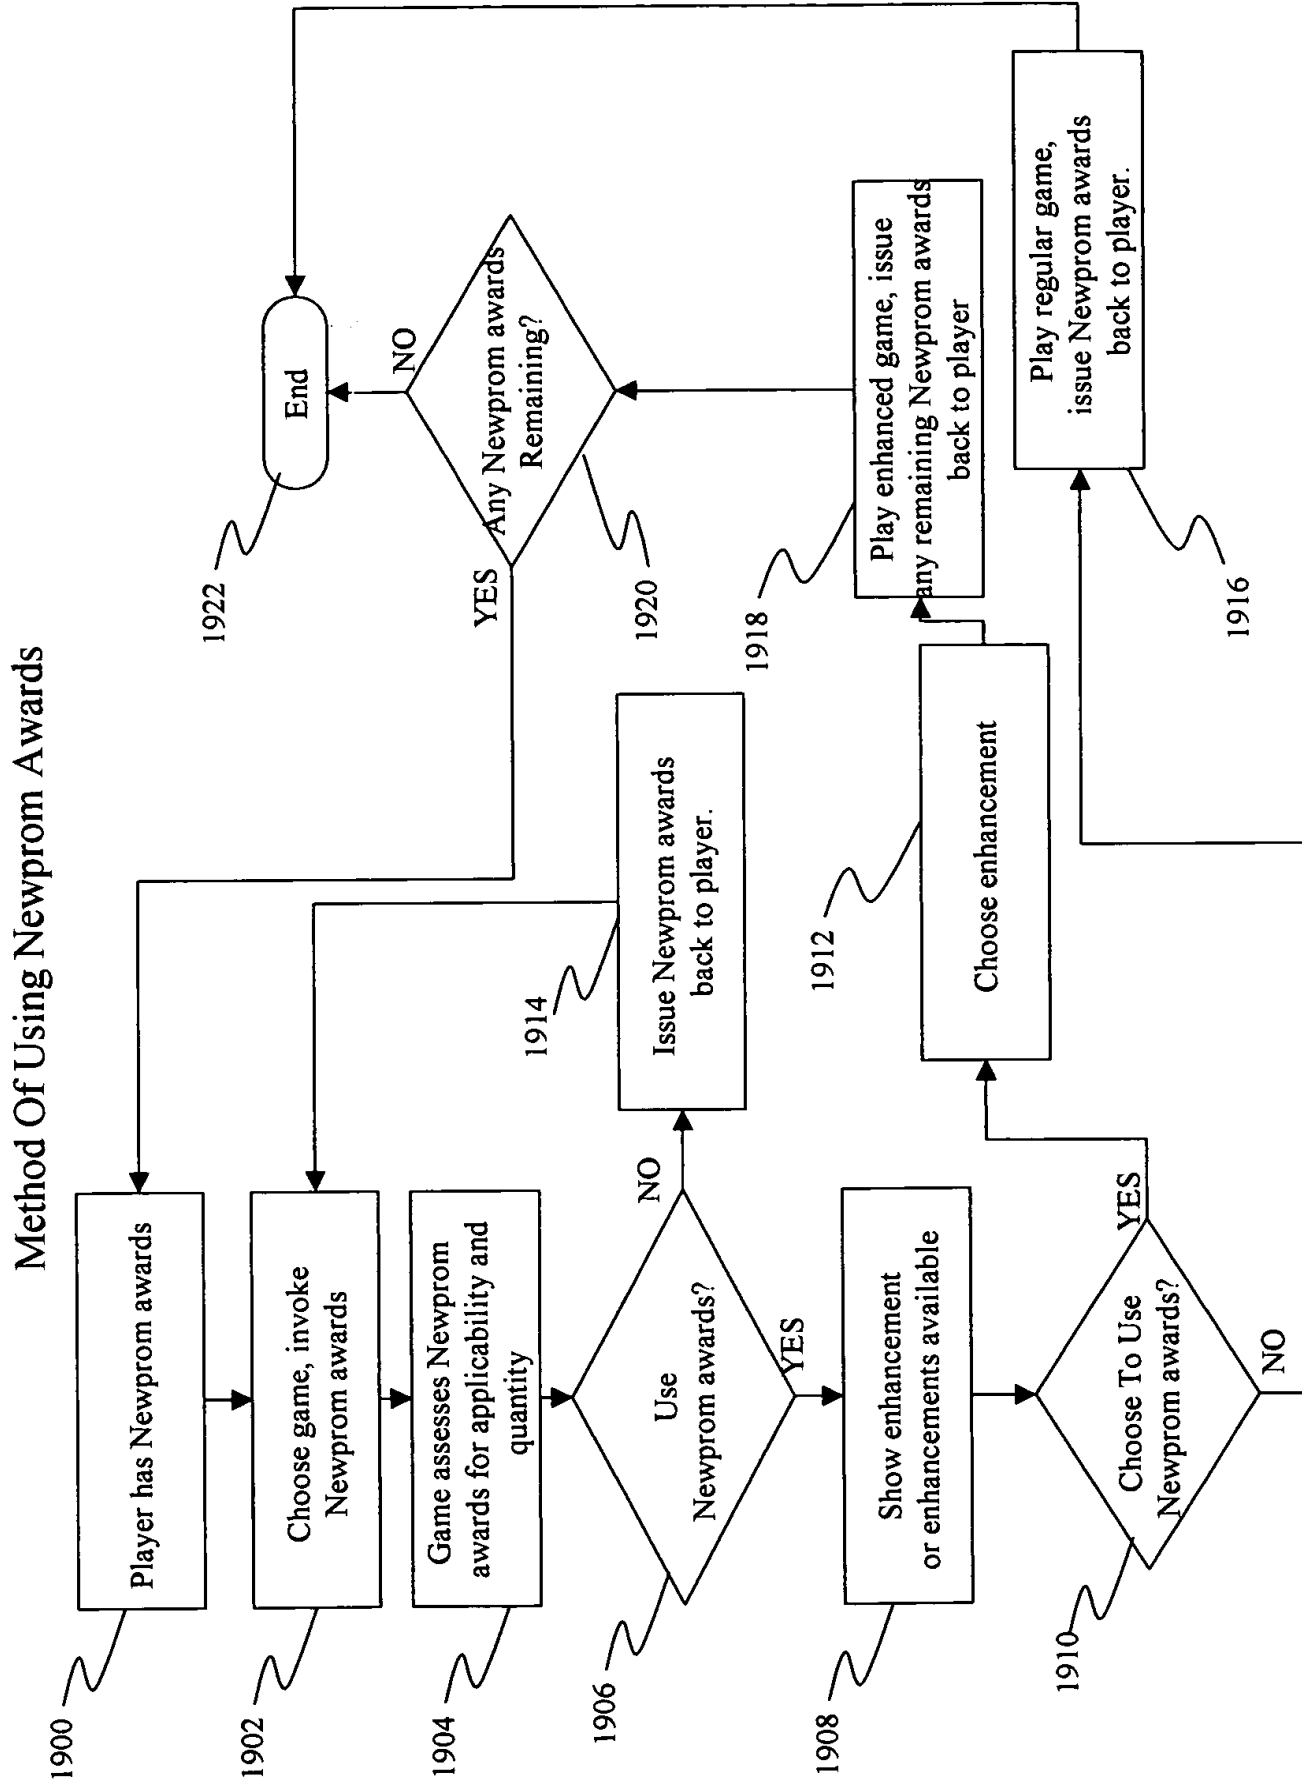 Method Of Using Newprom Awards
1900
Player has Newprom awards
1902
Choose game, invoke
Newprom awards
1904
Game assesses Newprom
awards for applicability and
quantity
1906
Use
Newprom awards?
NO
YES
1914
Issue Newprom awards
back to player.
1908
Show enhancement
or enhancements available
1910
Choose To Use
Newprom awards?
YES
NO
1912
Choose enhancement
1922
End
NO
YES
Any Newprom awards
Remaining?
1920
1918
Play enhanced game, issue
any remaining Newprom awards
back to player
Play regular game,
issue Newprom awards
back to player.
1916